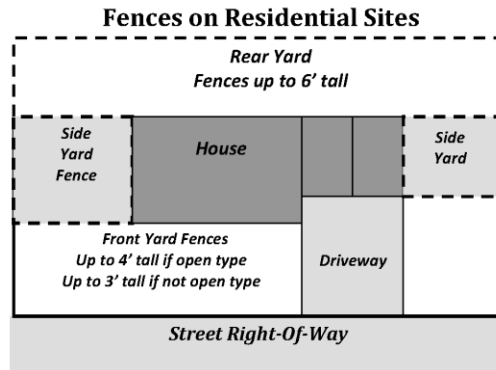 Fences on Residential Sites
Rear Yard
Fences up to 6’ tall
Side
Yard
Fence
House
Side
Yard
Front Yard Fences
Up to 4’ tall if open type
Up to 3’ tall if not open type
Driveway
Street Right-Of-Way